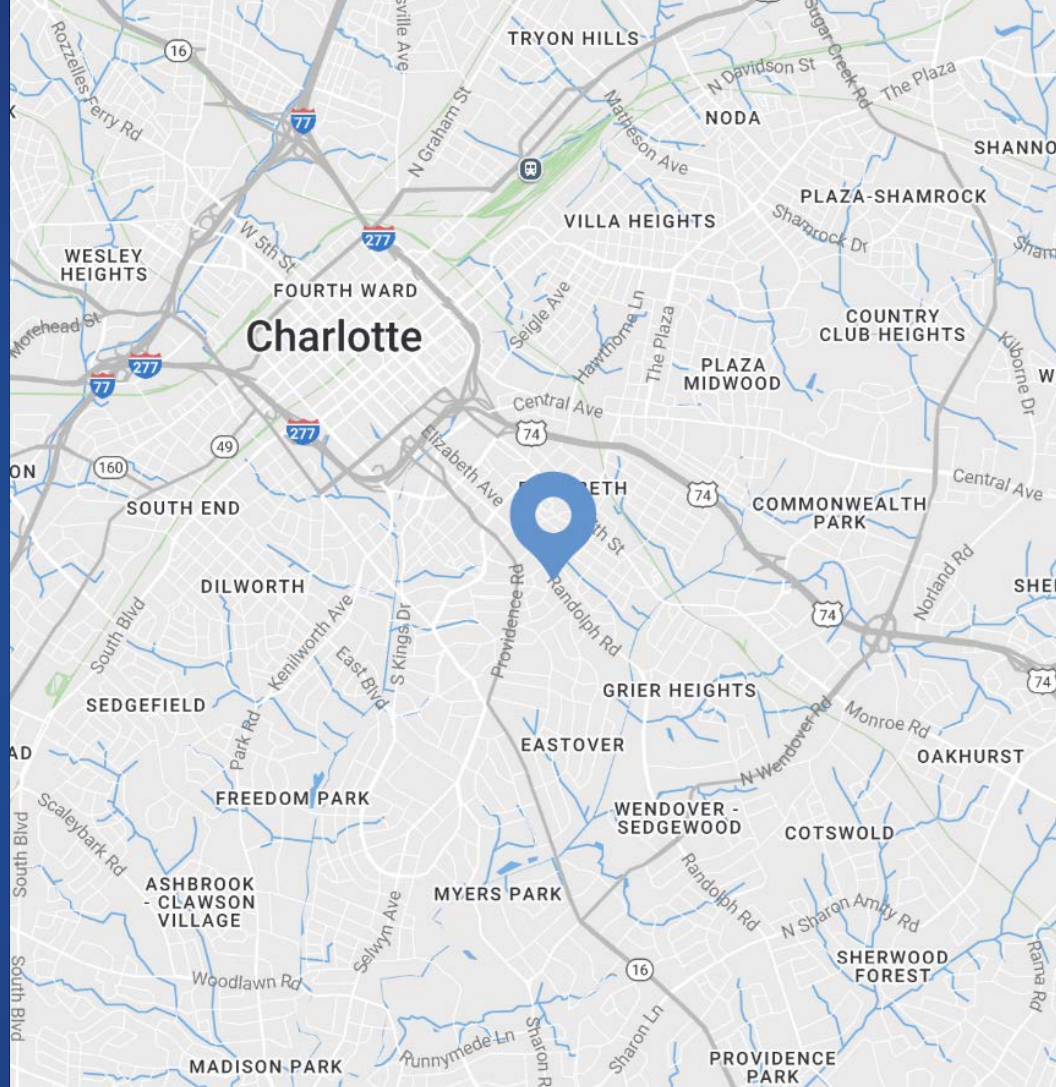 TRYON HILLS
16
Rozzelles Ferry Rd
N Davidson St
Sugar Creek Rd
The Plaza
77
N Graham St
Matheson Ave
NODA
PLAZA-SHAMROCK
VILLA HEIGHTS
Shamrock Dr
277
W 5th St
WESLEY
HEIGHTS
FOURTH WARD
Seigle Ave
Hawthorne Ln
The Plaza
COUNTRY
CLUB HEIGHTS
Charlotte
Morehead St
Kilborne Dr
277
77
PLAZA
MIDWOOD
Central Ave
277
74
49
Elizabeth Ave
160
Central Ave
74
COMMONWEALTH
PARK
SOUTH END
Norland Rd
DILWORTH
Randolph Rd
Providence Rd
74
South Blvd
Kenilworth Ave
East Blvd
S Kings Dr
GRIER HEIGHTS
74
SEDGEFIELD
Park Rd
Monroe Rd
EASTOVER
OAKHURST
N Wendover Rd
FREEDOM PARK
WENDOVER -
SEDGEWOOD
COTSWOLD
Scaleybark Rd
South Blvd
ASHBROOK
- CLAWSON
VILLAGE
MYERS PARK
Randolph Rd
N Sharon Amity Rd
Selwyn Ave
SHERWOOD
FOREST
Rama Rd
Woodlawn Rd
16
South Blvd
Sharon Ln
Runnymede Ln
MADISON PARK
PROVIDENCE
PARK